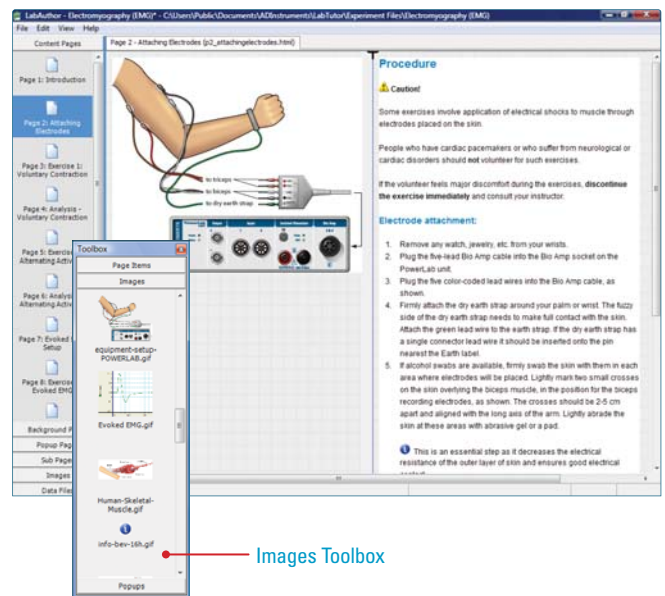 LabAuthor - Electromyography (EMG)* - C:\Users\Public\Documents\ADInstruments\LabTutor\Experiment Files\Electromyography (EMG)
File Edit View Help
Content Pages
Page 2 - Attaching Electrodes (p2_attachingelectrodes.html)
Page 1: Introduction
Page 2: Attaching
Electrodes
Page 3: Exercise 1:
Voluntary Contraction
Page 4: Analysis -
Voluntary Contraction
Page 5: Exercise
Alternating Activ
Page 6: Analysi
Alternating Activ
Page 7: Evoked
Setup
Page 8: Exercise
Evoked EMG
Background P
Popup Pag
Sub Page
Images
Data Files
to triceps
to biceps
to dry earth strap
Procedure
Caution!
Some exercises involve application of electrical shocks to muscle through
electrodes placed on the skin.
People who have cardiac pacemakers or who suffer from neurological or
cardiac disorders should not volunteer for such exercises.
If the volunteer feels major discomfort during the exercises, discontinue
the exercise immediately and consult your instructor.
Electrode attachment:
1. Remove any watch, jewelry, etc. from your wrists.
2. Plug the five-lead Bio Amp cable into the Bio Amp socket on the
PowerLab unit.
3. Plug the five color-coded lead wires into the Bio Amp cable, as
shown.
4. Firmly attach the dry earth strap around your palm or wrist. The fuzzy
side of the dry earth strap needs to make full contact with the skin.
Attach the green lead wire to the earth strap. If the dry earth strap has
a single connector lead wire it should be inserted onto the pin
nearest the Earth label.
5. If alcohol swabs are available, firmly swab the skin with them in each
area where electrodes will be placed. Lightly mark two small crosses
on the skin overlying the biceps muscle, in the position for the biceps
recording electrodes, as shown. The crosses should be 2-5 cm
apart and aligned with the long axis of the arm. Lightly abrade the
skin at these areas with abrasive gel or a pad.
This is an essential step as it decreases the electrical
resistance of the outer layer of skin and ensures good electrical
Toolbox
Page Items
Images
equipment-setup-
POWERLAB.gif
Evoked EMG.gif
Human-Skeletal-
Muscle.gif
info-bev-16h.gif
Popups
Images Toolbox